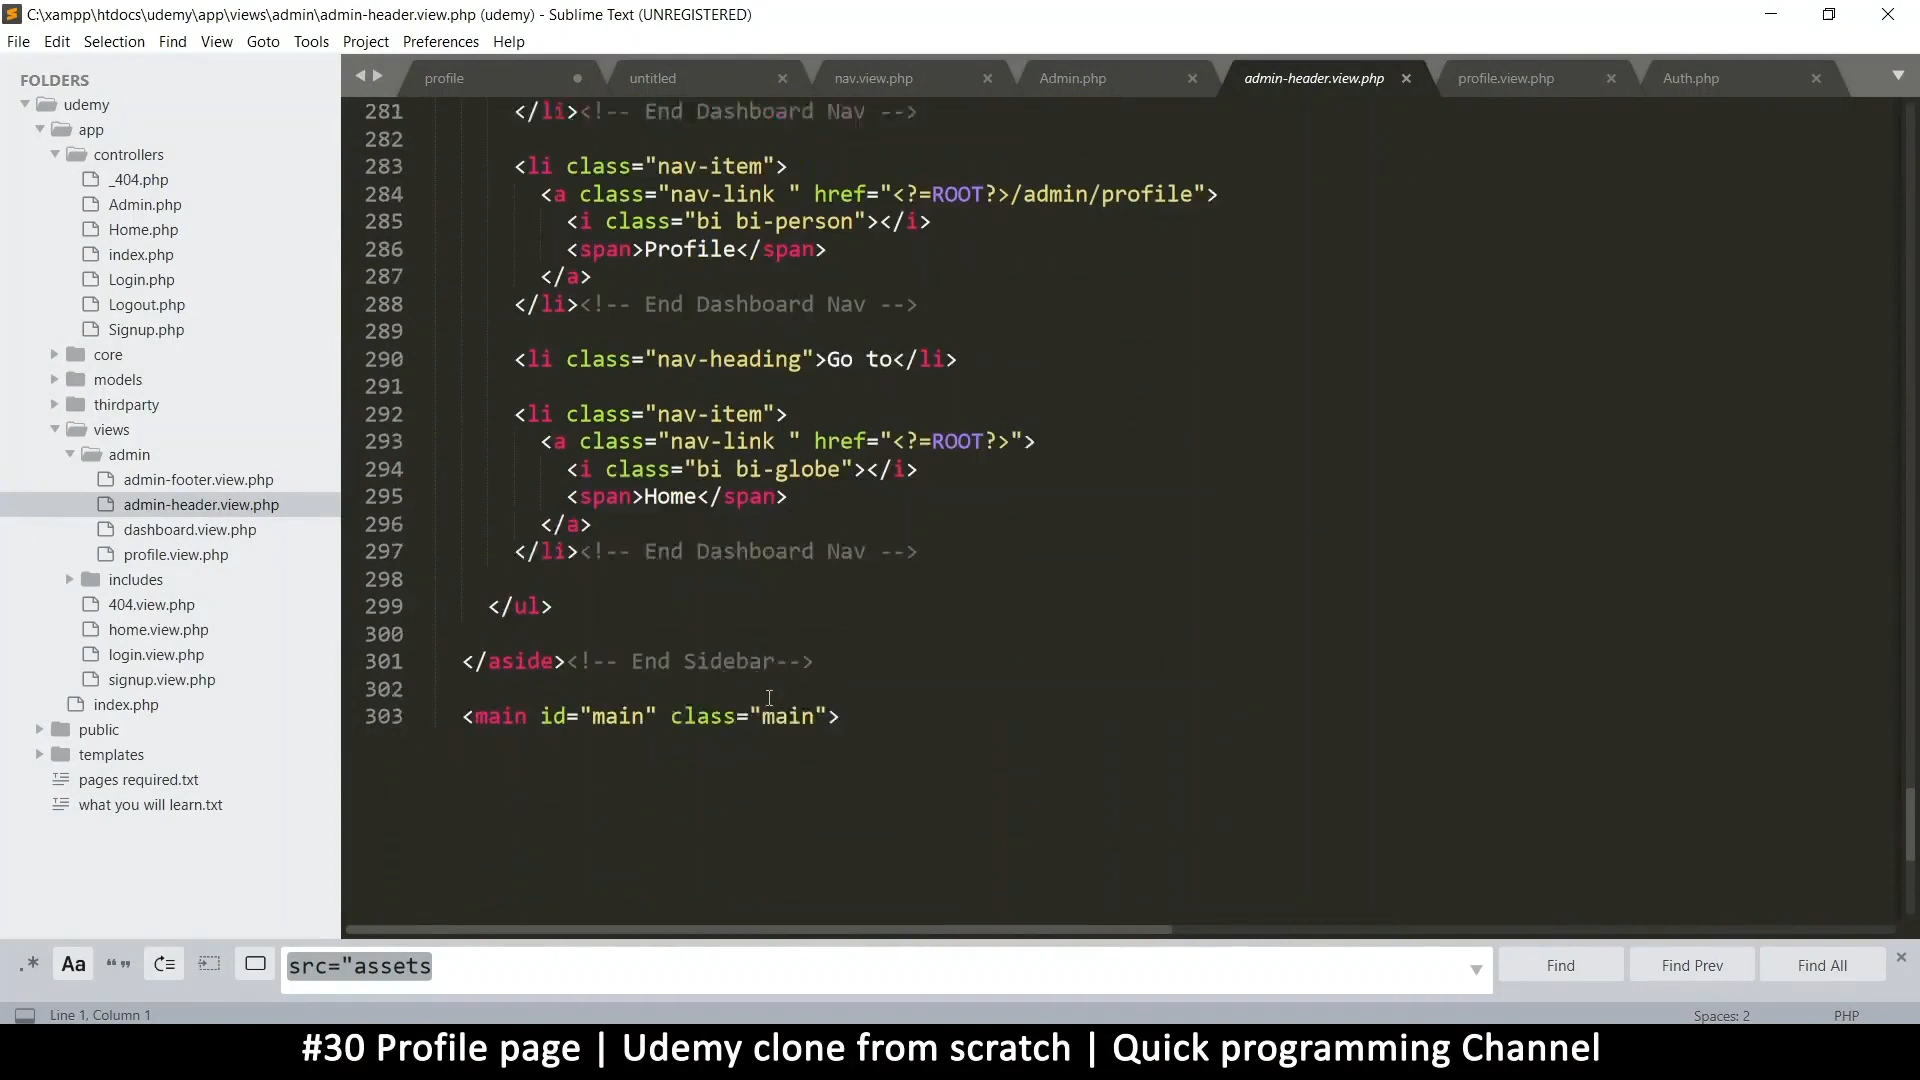 C:\xampp\htdocs\udemy\app\views\admin\admin-header.view.php (udemy) - Sublime Text (UNREGISTERED)
File Edit Selection Find View Goto Tools Project Preferences Help
FOLDERS
udemy
app
controllers
_404.php
Admin.php
Home.php
index.php
Login.php
Logout.php
Signup.php
core
models
thirdparty
views
admin
admin-footer.view.php
admin-header.view.php
dashboard.view.php
profile.view.php
includes
404.view.php
home.view.php
login.view.php
signup.view.php
index.php
public
templates
pages required.txt
what you will learn.txt
profile untitled nav.view.php Admin.php admin-header.view.php profile.view.php Auth.php
281 </li><!-- End Dashboard Nav -->
282
283 <li class="nav-item">
284 <a class="nav-link " href="<?=ROOT?>/admin/profile">
285 <i class="bi bi-person"></i>
286 <span>Profile</span>
287 </a>
288 </li><!-- End Dashboard Nav -->
289
290 <li class="nav-heading">Go to</li>
291
292 <li class="nav-item">
293 <a class="nav-link " href="<?=ROOT?>">
294 <i class="bi bi-globe"></i>
295 <span>Home</span>
296 </a>
297 </li><!-- End Dashboard Nav -->
298
299 </ul>
300
301 </aside><!-- End Sidebar-->
302
303 <main id="main" class="main">
.* Aa “” src="assets Find Find Prev Find All
Line 1, Column 1 Spaces: 2 PHP
#30 Profile page | Udemy clone from scratch | Quick programming Channel